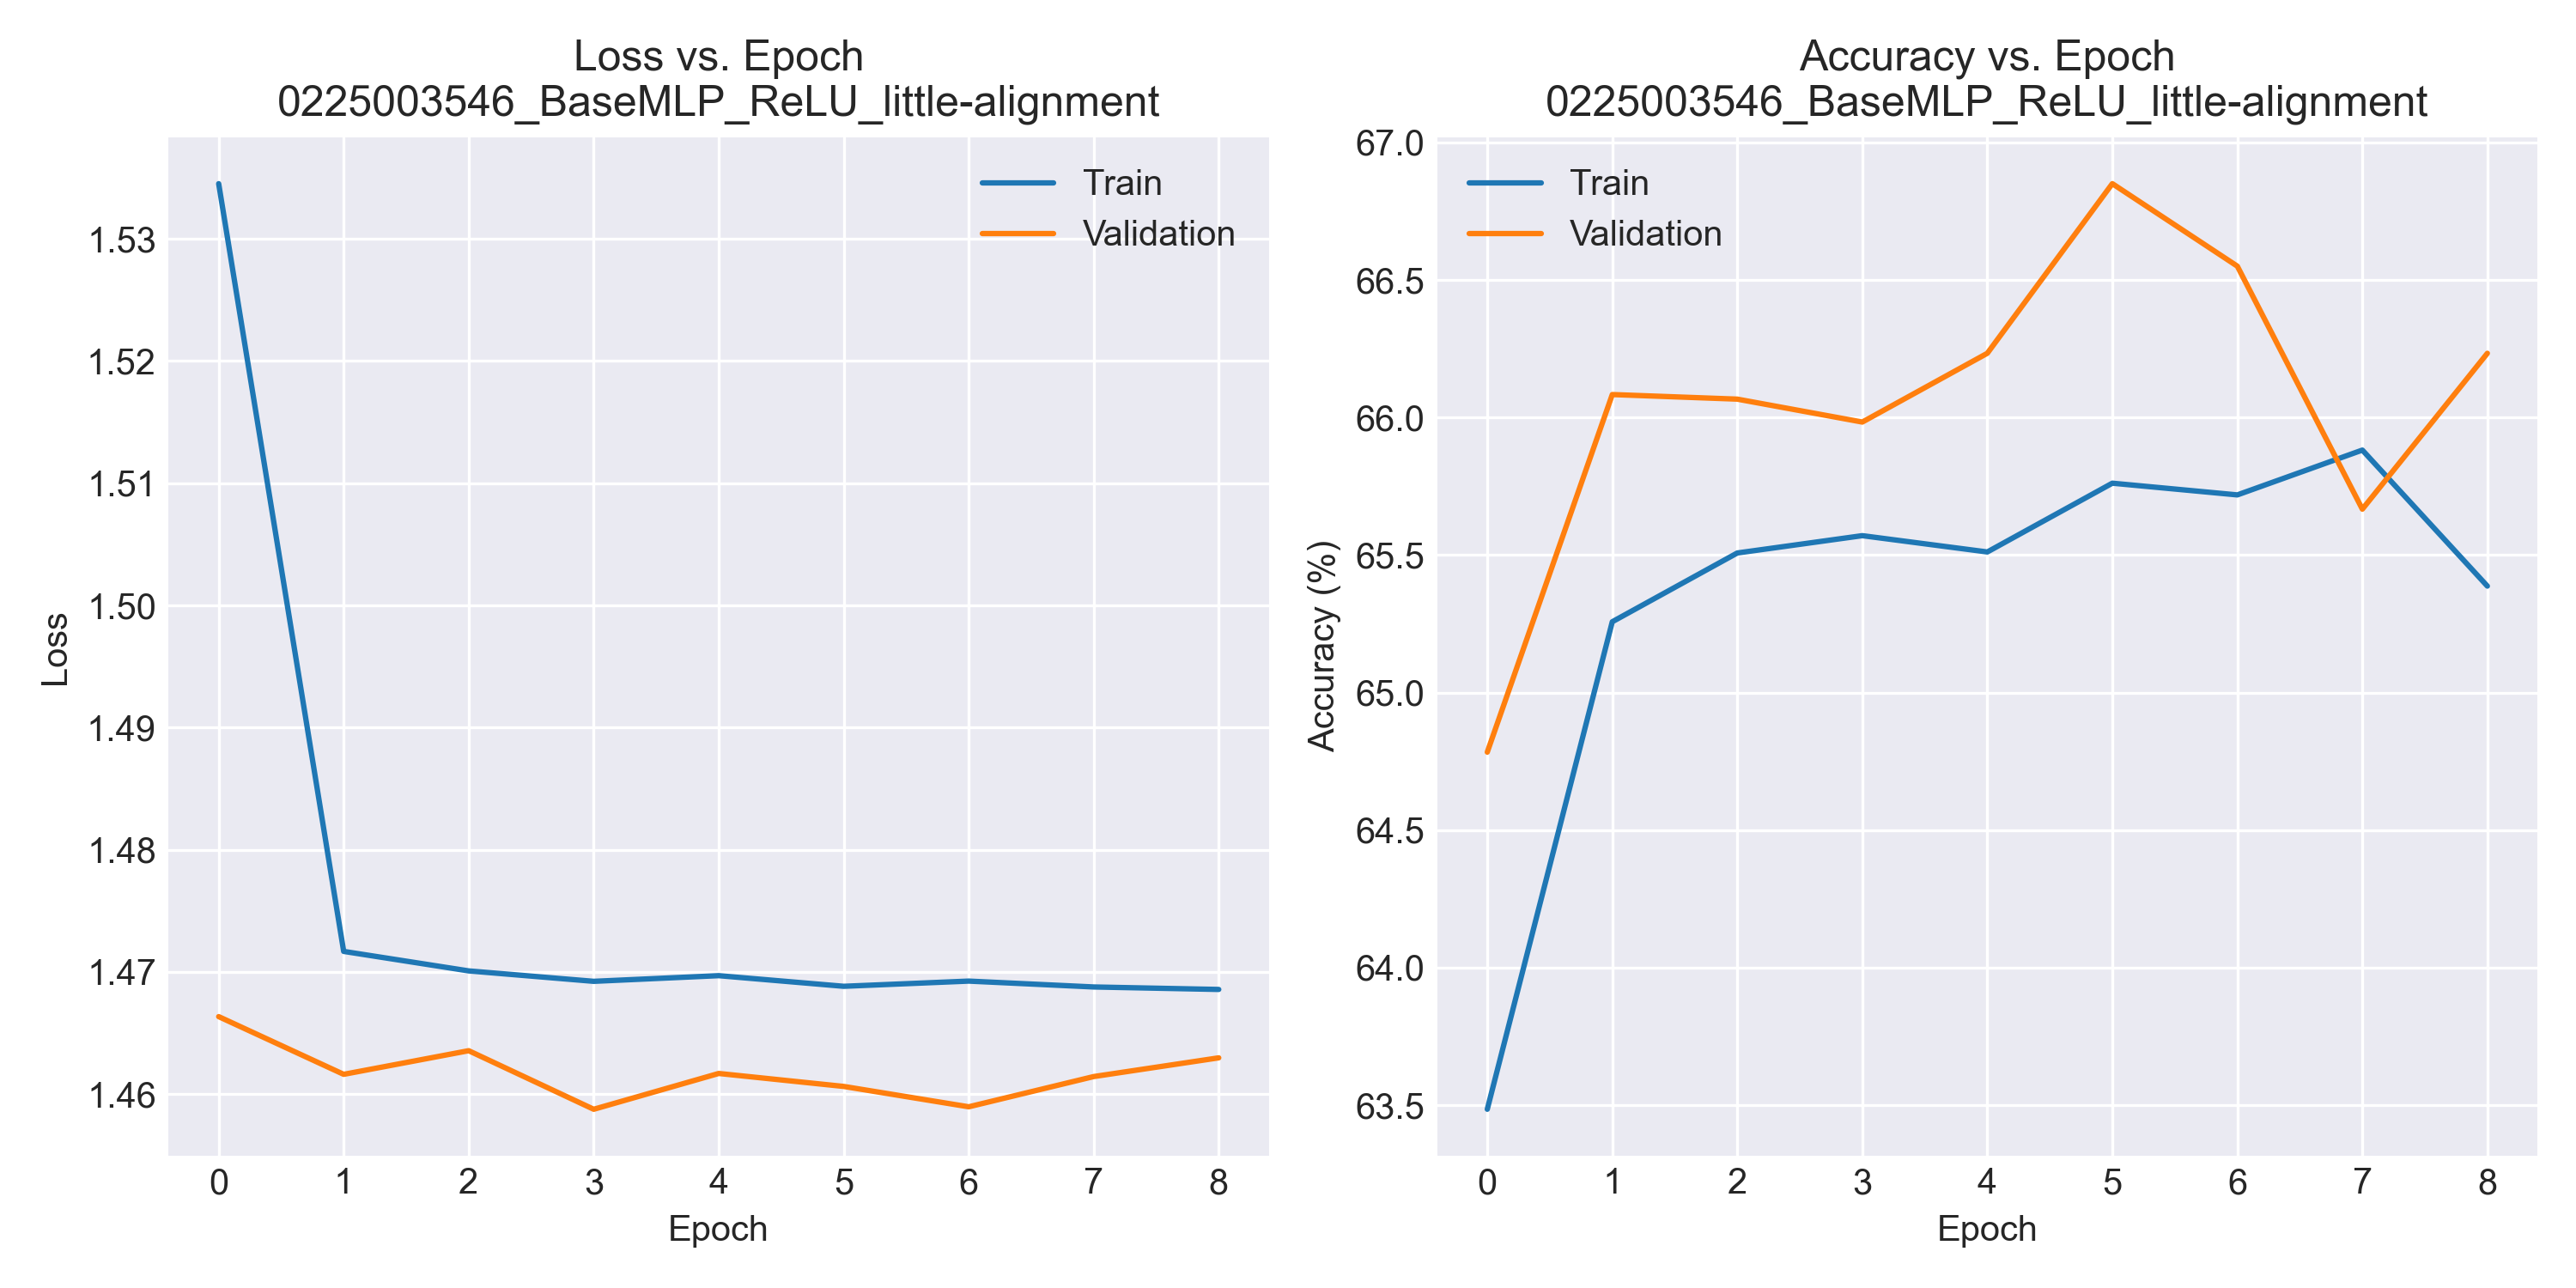 Loss vs. Epoch
0225003546_BaseMLP_ReLU_little-alignment
Train
Validation
1.53
1.52
1.51
1.50
1.49
1.48
1.47
1.46
Loss
0 1 2 3 4 5 6 7 8
Epoch
Accuracy vs. Epoch
0225003546_BaseMLP_ReLU_little-alignment
Train
Validation
67.0
66.5
66.0
65.5
65.0
64.5
64.0
63.5
Accuracy (%)
0 1 2 3 4 5 6 7 8
Epoch